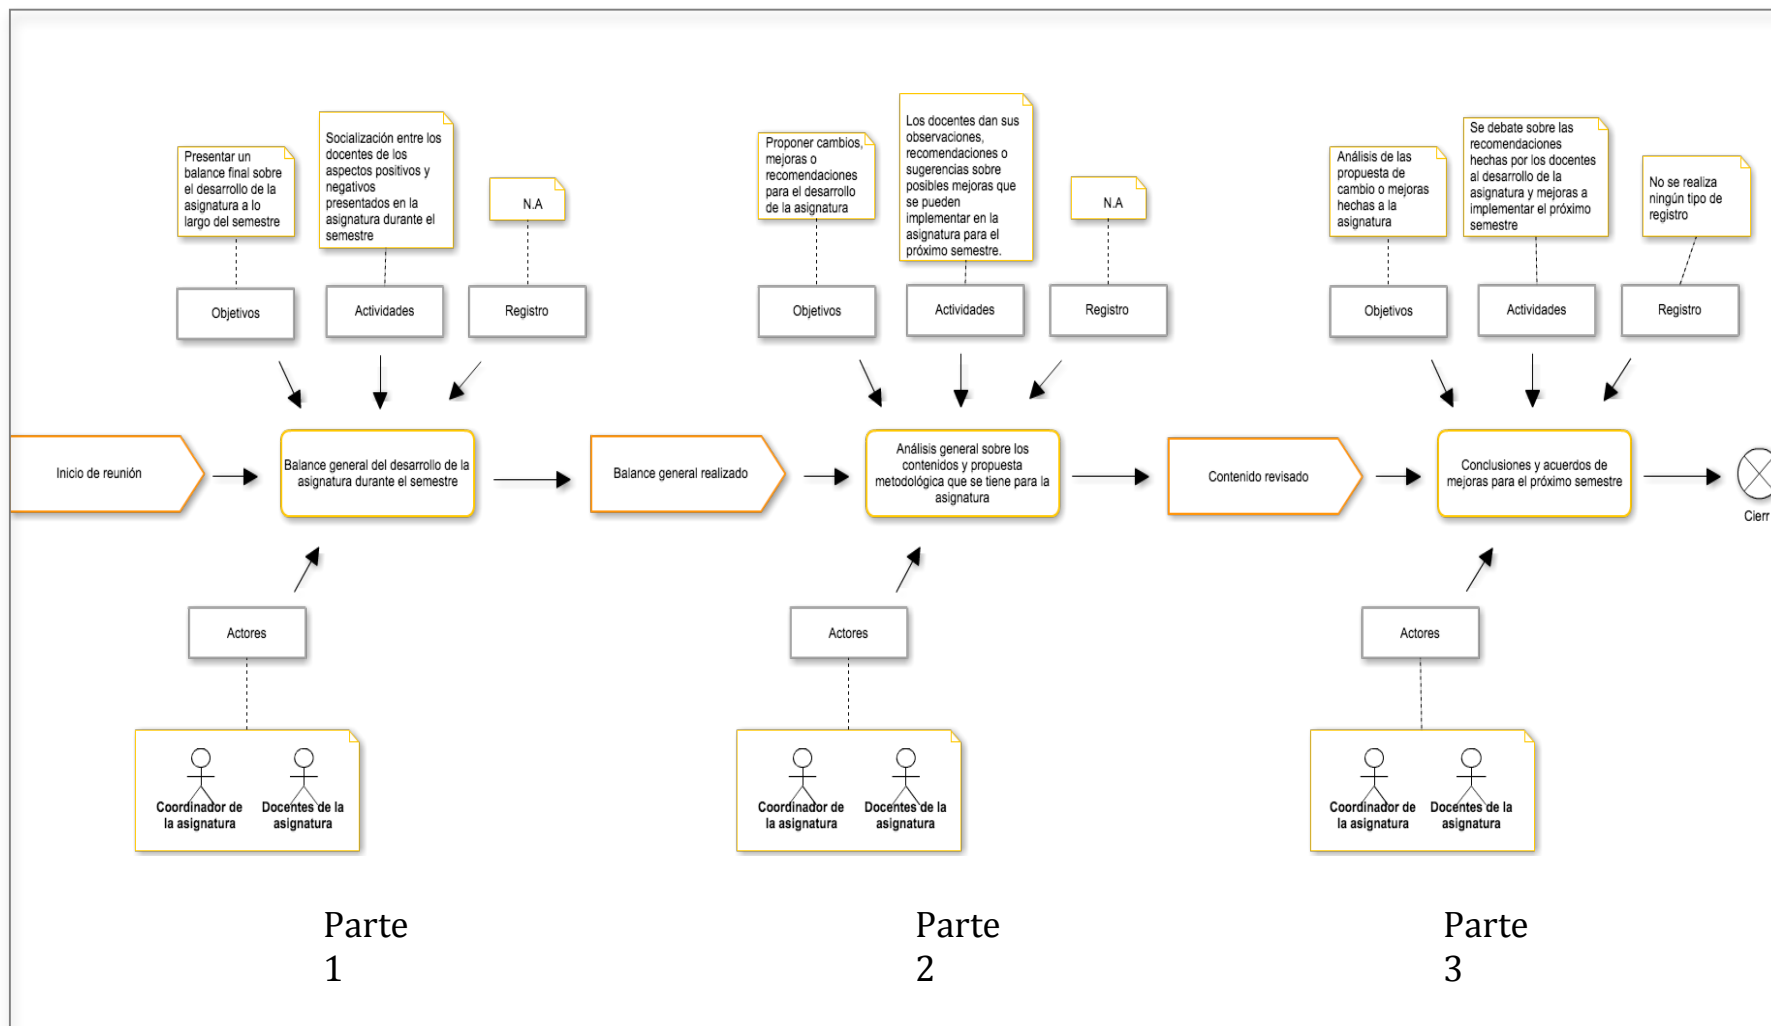 Presentar un
balance final sobre
el desarrollo de la
asignatura a lo
largo del semestre
Socialización entre los
docentes de los
aspectos positivos y
negativos
presentados en la
asignatura durante el
semestre
N.A
Objetivos
Actividades
Registro
Inicio de reunión
Balance general del desarrollo de la
asignatura durante el semestre
Actores
Coordinador de
la asignatura
Docentes de la
asignatura
Parte
1
Proponer cambios,
mejoras o
recomendaciones
para el desarrollo
de la asignatura
Los docentes dan sus
observaciones,
recomendaciones o
sugerencias sobre
posibles mejoras que
se pueden
implementar en la
asignatura para el
próximo semestre.
N.A
Objetivos
Actividades
Registro
Balance general realizado
Análisis general sobre los
contenidos y propuesta
metodológica que se tiene para la
asignatura
Actores
Coordinador de
la asignatura
Docentes de la
asignatura
Parte
2
Análisis de las
propuesta de
cambio o mejoras
hechas a la
asignatura
Se debate sobre las
recomendaciones
hechas por los docentes
al desarrollo de la
asignatura y mejoras a
implementar el próximo
semestre
No se realiza
ningún tipo de
registro
Objetivos
Actividades
Registro
Contenido revisado
Conclusiones y acuerdos de
mejoras para el próximo semestre
Cierr
Actores
Coordinador de
la asignatura
Docentes de la
asignatura
Parte
3